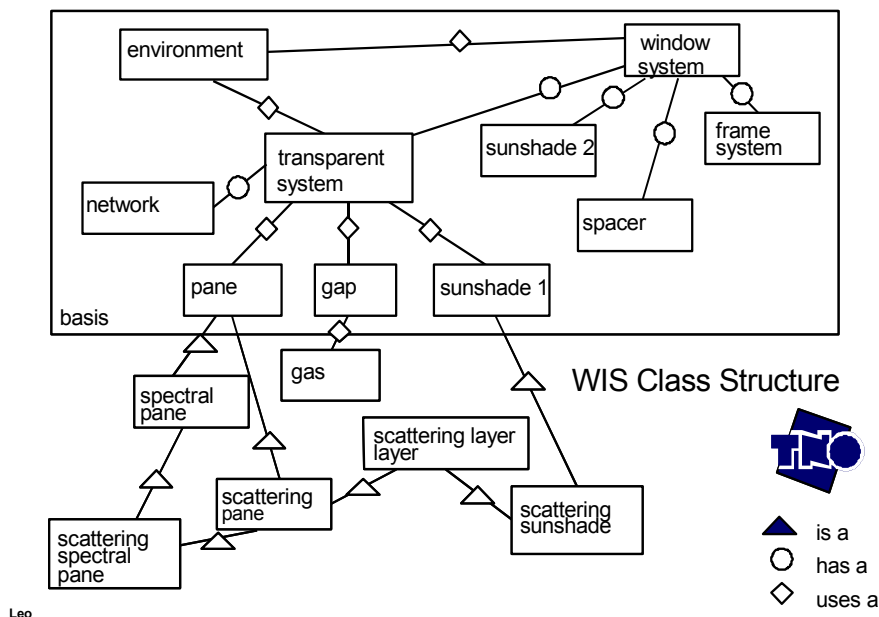 environment
window
system
transparent
system
sunshade 2
frame
system
network
spacer
pane
gap
sunshade 1
basis
gas
spectral
pane
WIS Class Structure
scattering layer
layer
TNO
scattering
pane
scattering
sunshade
scattering
spectral
pane
is a
has a
uses a
Leo